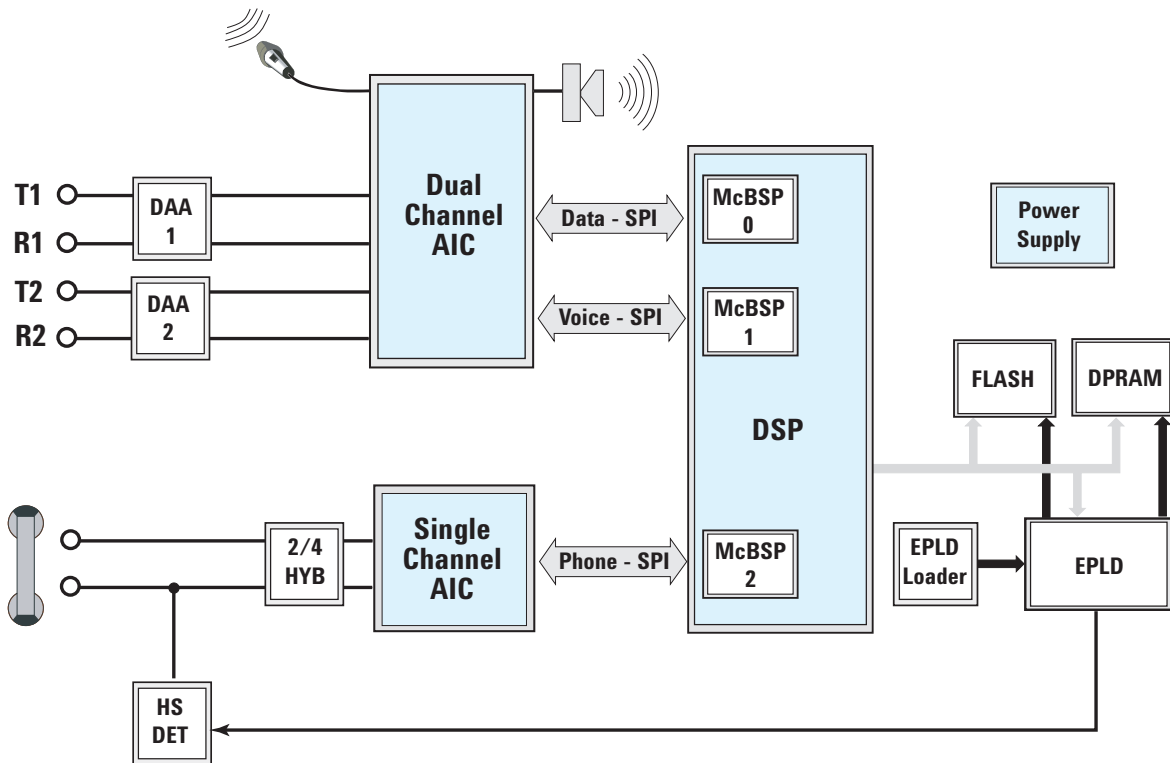 T1
R1
T2
R2
DAA
1
DAA
2
Dual
Channel
AIC
Data - SPI
Voice - SPI
McBSP
0
McBSP
1
DSP
McBSP
2
Power
Supply
FLASH
DPRAM
2/4
HYB
Single
Channel
AIC
Phone - SPI
EPLD
Loader
EPLD
HS
DET